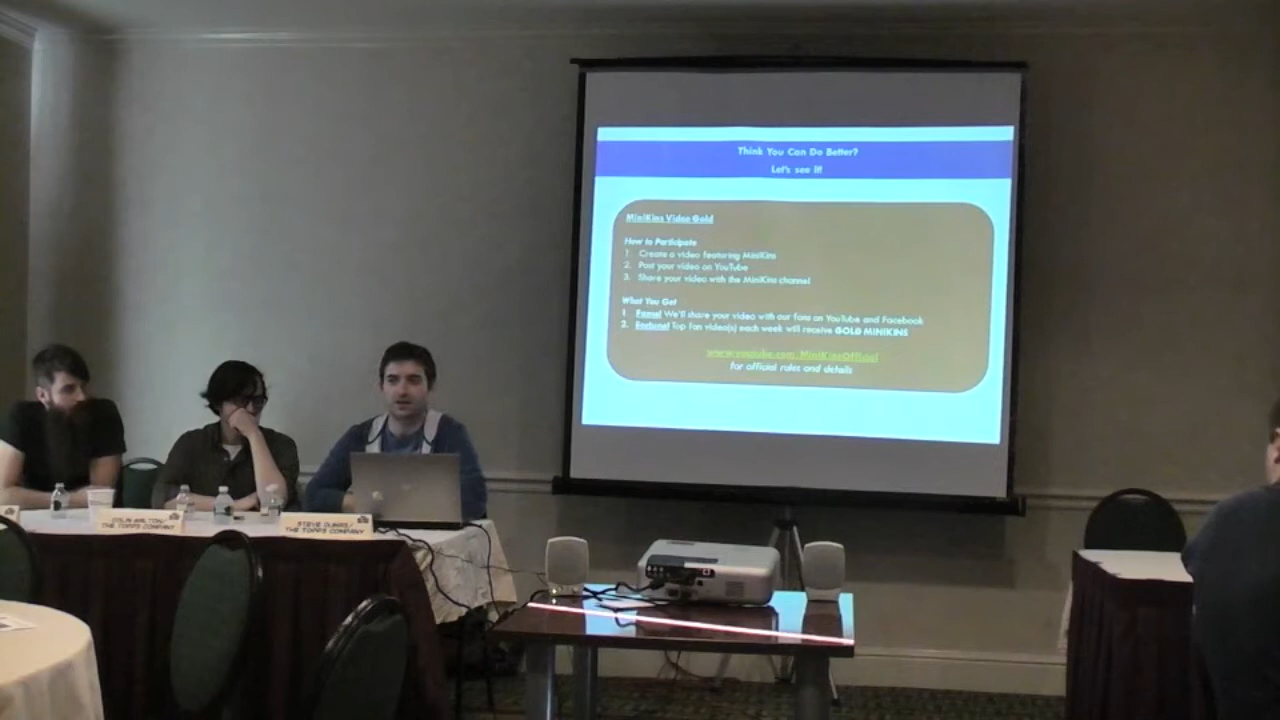 Think You Can Do Better?
Let's see it!
MiniKins Video Gold
How to Participate
1. Create a video featuring MiniKins
2. Post your video on YouTube
3. Share your video with the MiniKins channel
What You Get
1. Fame! We'll share your video with our fans on YouTube and Facebook
2. Fortune! Top fan video(s) each week will receive GOLD MINIKINS
www.youtube.com/MiniKinsOfficial
for official rules and details
COLIN WALTON/
THE TOPPS COMPANY
STEVE DUMAS/
THE TOPPS COMPANY